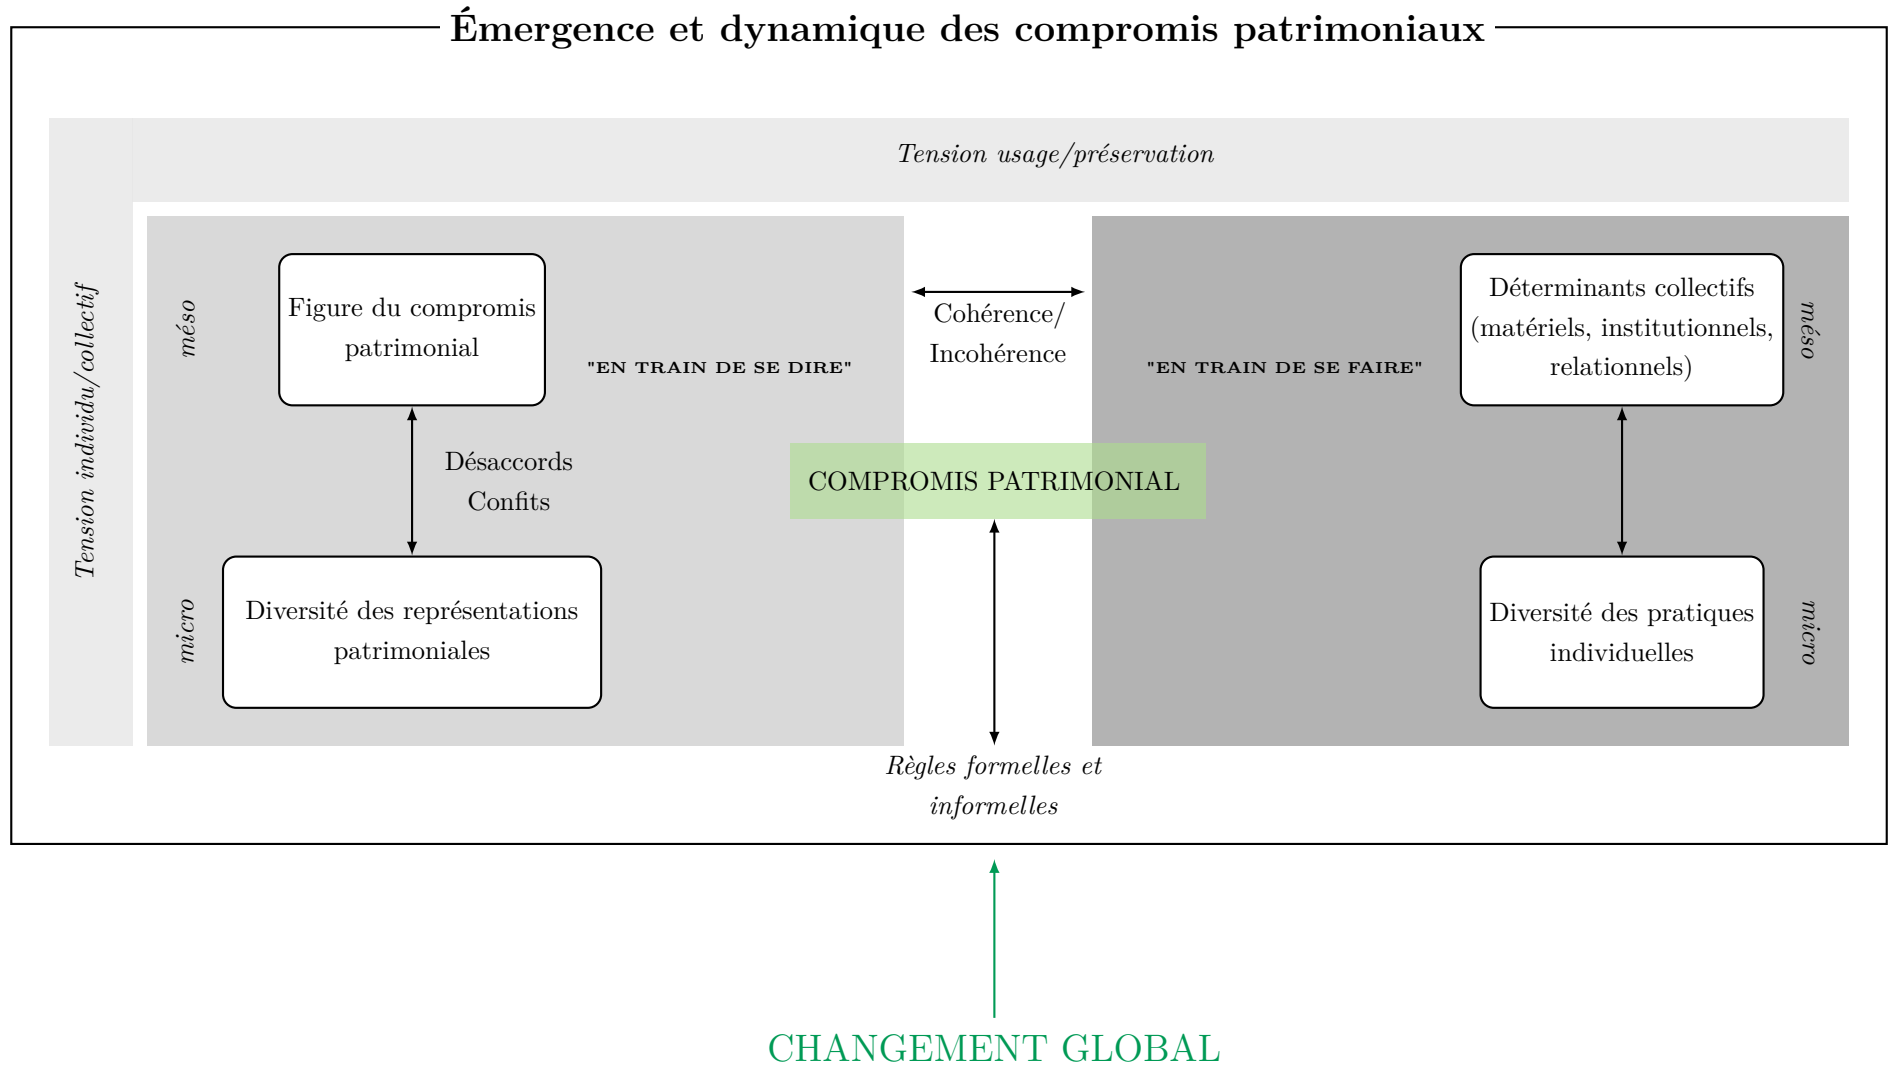 Émergence et dynamique des compromis patrimoniaux
Tension usage/préservation
Tension individu/collectif
méso
Figure du compromis
patrimonial
"EN TRAIN DE SE DIRE"
Désaccords
Confits
micro
Diversité des représentations
patrimoniales
Cohérence/
Incohérence
COMPROMIS PATRIMONIAL
Règles formelles et
informelles
"EN TRAIN DE SE FAIRE"
Déterminants collectifs
(matériels, institutionnels,
relationnels)
méso
Diversité des pratiques
individuelles
micro
CHANGEMENT GLOBAL